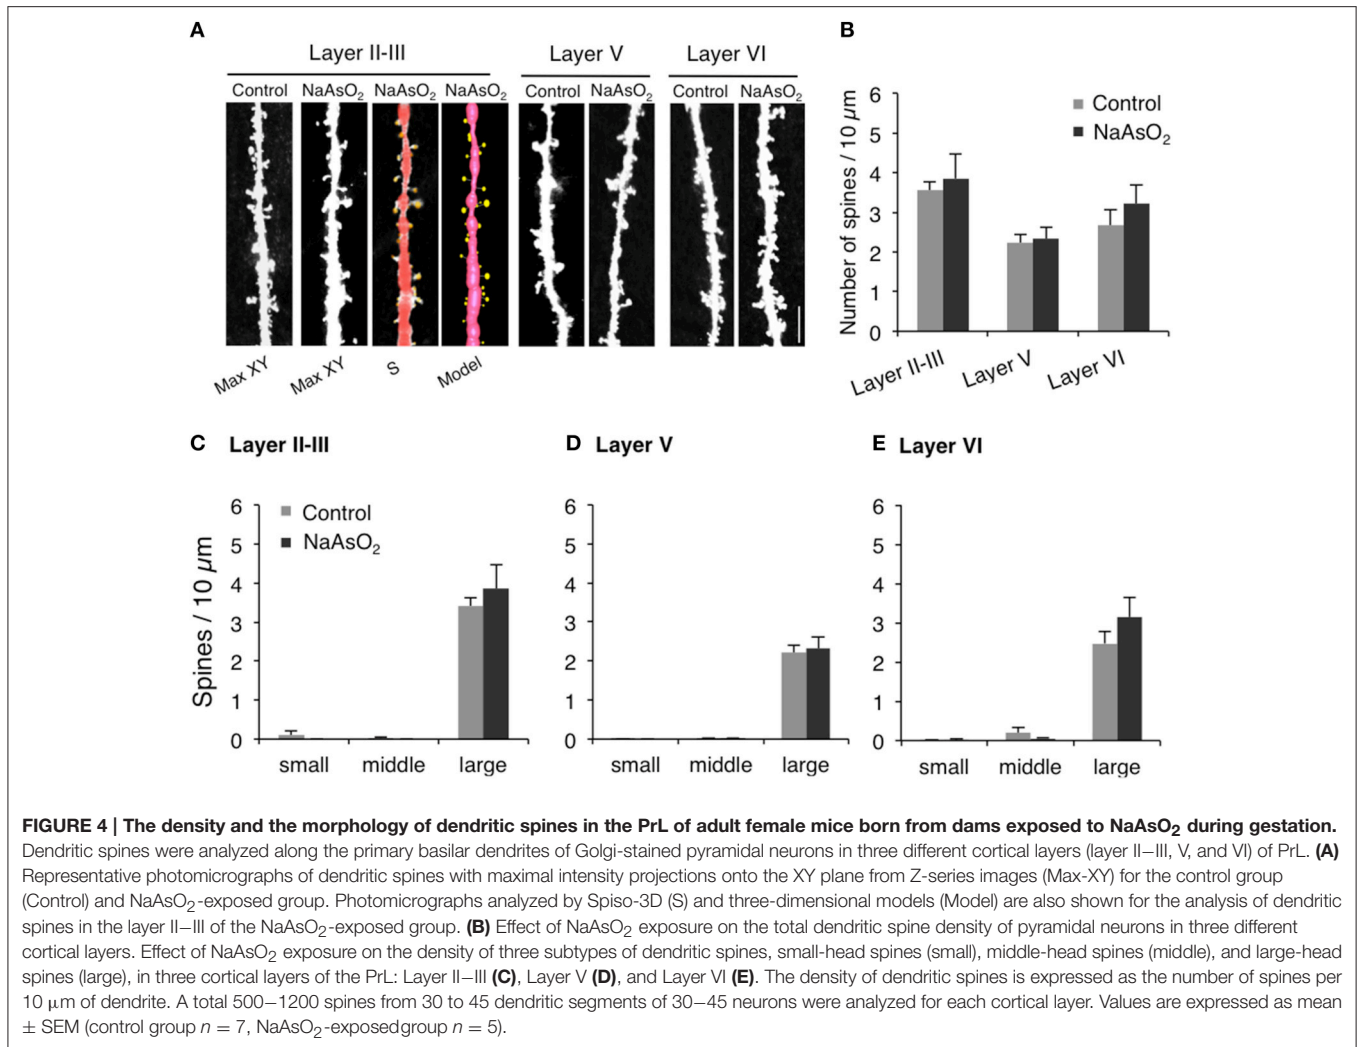 A
Layer II-III
Layer V
Layer VI
Control NaAsO₂ NaAsO₂ NaAsO₂ Control NaAsO₂ Control NaAsO₂
Max XY Max XY S Model
B
Number of spines / 10 µm
6
5
4
3
2
1
0
Control
NaAsO₂
Layer II-III Layer V Layer VI
C Layer II-III
Spines / 10 µm
6
5
4
3
2
1
0
Control
NaAsO₂
small middle large
D Layer V
6
5
4
3
2
1
0
small middle large
E Layer VI
6
5
4
3
2
1
0
small middle large
FIGURE 4 | The density and the morphology of dendritic spines in the PrL of adult female mice born from dams exposed to NaAsO₂ during gestation.
Dendritic spines were analyzed along the primary basilar dendrites of Golgi-stained pyramidal neurons in three different cortical layers (layer II–III, V, and VI) of PrL. (A)
Representative photomicrographs of dendritic spines with maximal intensity projections onto the XY plane from Z-series images (Max-XY) for the control group
(Control) and NaAsO₂-exposed group. Photomicrographs analyzed by Spiso-3D (S) and three-dimensional models (Model) are also shown for the analysis of dendritic
spines in the layer II–III of the NaAsO₂-exposed group. (B) Effect of NaAsO₂ exposure on the total dendritic spine density of pyramidal neurons in three different
cortical layers. Effect of NaAsO₂ exposure on the density of three subtypes of dendritic spines, small-head spines (small), middle-head spines (middle), and large-head
spines (large), in three cortical layers of the PrL: Layer II–III (C), Layer V (D), and Layer VI (E). The density of dendritic spines is expressed as the number of spines per
10 µm of dendrite. A total 500–1200 spines from 30 to 45 dendritic segments of 30–45 neurons were analyzed for each cortical layer. Values are expressed as mean
± SEM (control group n = 7, NaAsO₂-exposedgroup n = 5).